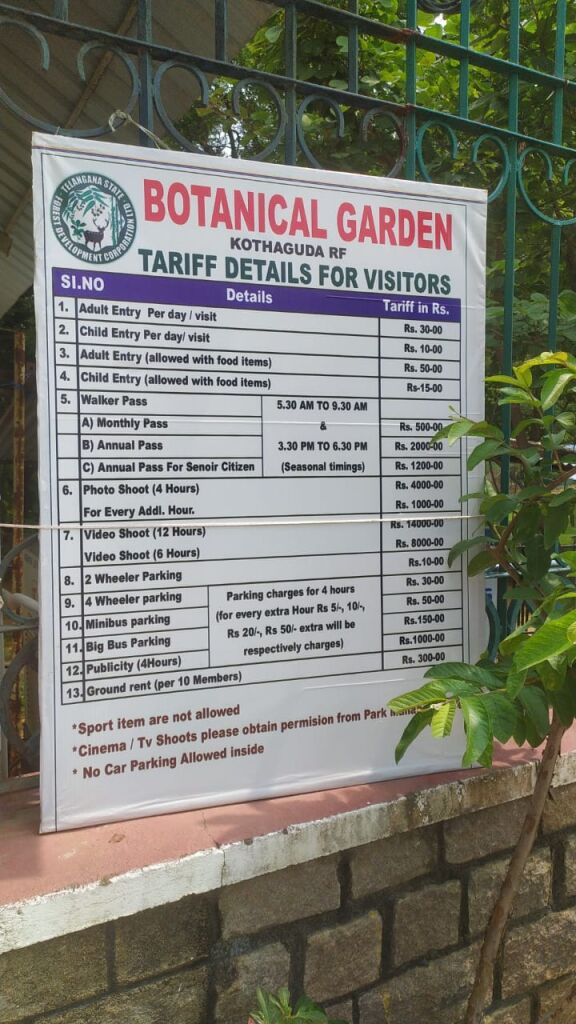 TELANGANA STATE FOREST DEVELOPMENT CORPORATION LTD
BOTANICAL GARDEN
KOTHAGUDA RF
TARIFF DETAILS FOR VISITORS
SI.NO Details Tariff in Rs.
1. Adult Entry Per day / visit Rs. 30-00
2. Child Entry Per day/ visit Rs. 10-00
3. Adult Entry (allowed with food items) Rs. 50-00
4. Child Entry (allowed with food items) Rs-15-00
5. Walker Pass 5.30 AM TO 9.30 AM
A) Monthly Pass & Rs. 500-00
B) Annual Pass 3.30 PM TO 6.30 PM Rs. 2000-00
C) Annual Pass For Senoir Citizen (Seasonal timings) Rs. 1200-00
6. Photo Shoot (4 Hours) Rs. 4000-00
For Every Addl. Hour. Rs. 1000-00
7. Video Shoot (12 Hours) Rs. 14000-00
Video Shoot (6 Hours) Rs. 8000-00
8. 2 Wheeler Parking Rs.10-00
9. 4 Wheeler parking Parking charges for 4 hours Rs. 30-00
10. Minibus parking (for every extra Hour Rs 5/-, 10/-, Rs. 50-00
11. Big Bus Parking Rs 20/-, Rs 50/- extra will be Rs.150-00
12. Publicity (4Hours) respectively charges) Rs.1000-00
13. Ground rent (per 10 Members) Rs. 300-00
*Sport item are not allowed
*Cinema / Tv Shoots please obtain permision from Park
* No Car Parking Allowed inside